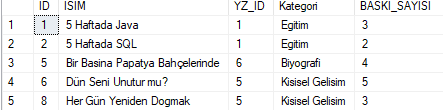 ID ISIM YZ_ID Kategori BASKI_SAYISI
1 1 5 Haftada Java 1 Egitim 3
2 2 5 Haftada SQL 1 Egitim 2
3 5 Bir Basina Papatya Bahçelerinde 6 Biyografi 4
4 6 Dün Seni Unutur mu? 5 Kisisel Gelisim 5
5 8 Her Gün Yeniden Dogmak 5 Kisisel Gelisim 3